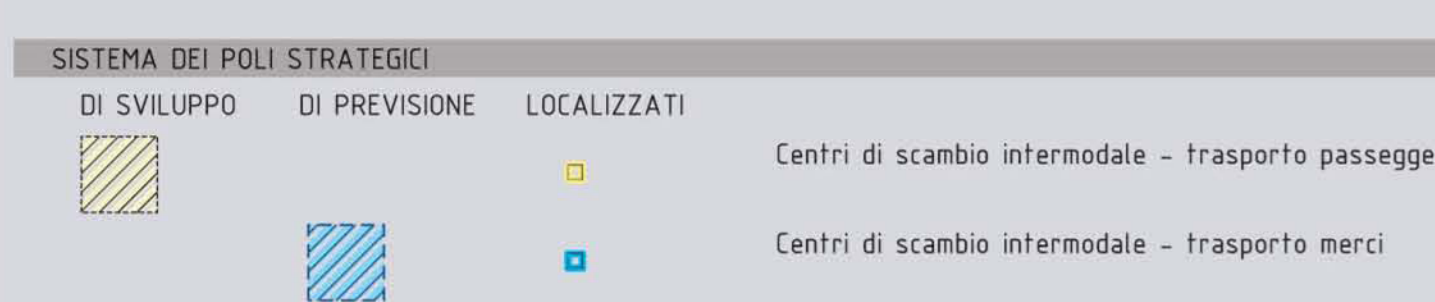 SISTEMA DEI POLI STRATEGICI
DI SVILUPPO DI PREVISIONE LOCALIZZATI
Centri di scambio intermodale - trasporto passegge
Centri di scambio intermodale - trasporto merci